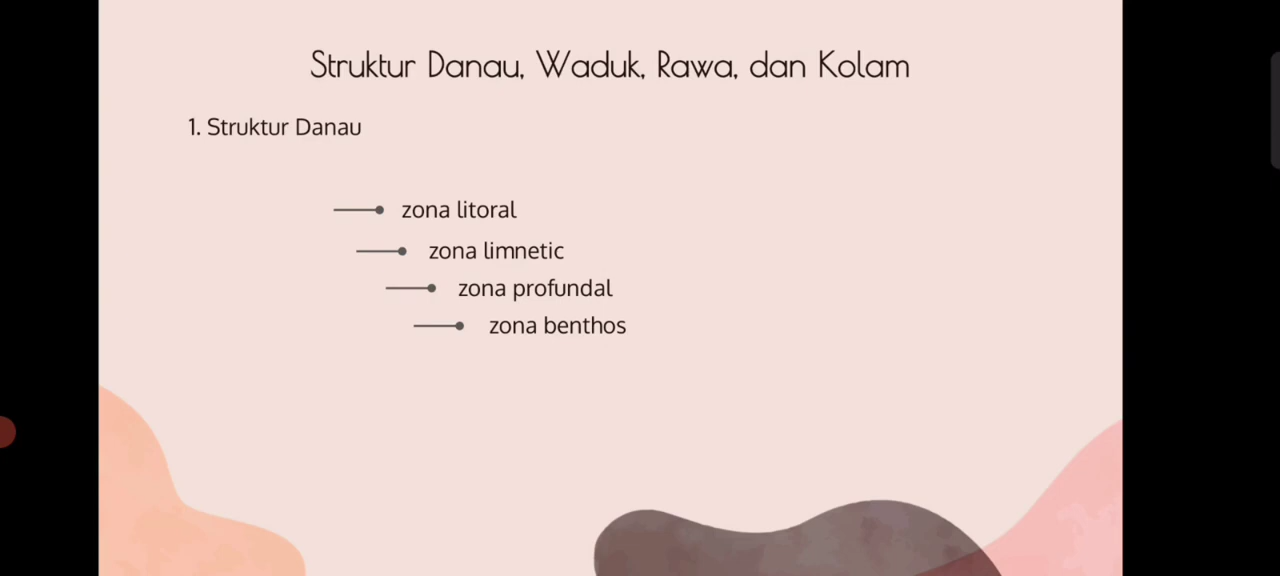 Struktur Danau, Waduk, Rawa, dan Kolam
1. Struktur Danau
zona litoral
zona limnetic
zona profundal
zona benthos